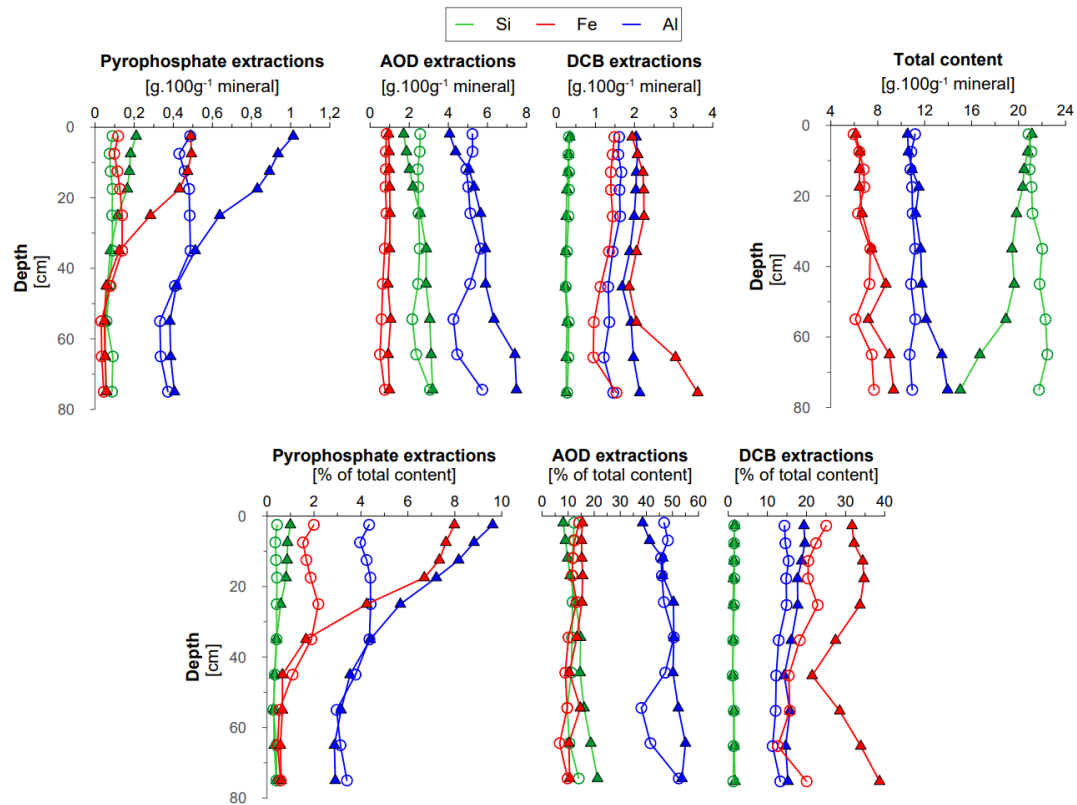 Si Fe Al
Pyrophosphate extractions AOD extractions DCB extractions Total content
[g.100g-1 mineral] [g.100g-1 mineral] [g.100g-1 mineral] [g.100g-1 mineral]
0 0,2 0,4 0,6 0,8 1 1,2 0 2 4 6 8 0 1 2 3 4 4 8 12 16 20 24
0 0
20 20
Depth [cm] Depth [cm]
40 40
60 60
80 80
Pyrophosphate extractions AOD extractions DCB extractions
[% of total content] [% of total content] [% of total content]
0 2 4 6 8 10 0 10 20 30 40 50 60 0 10 20 30 40
0
20
Depth [cm]
40
60
80